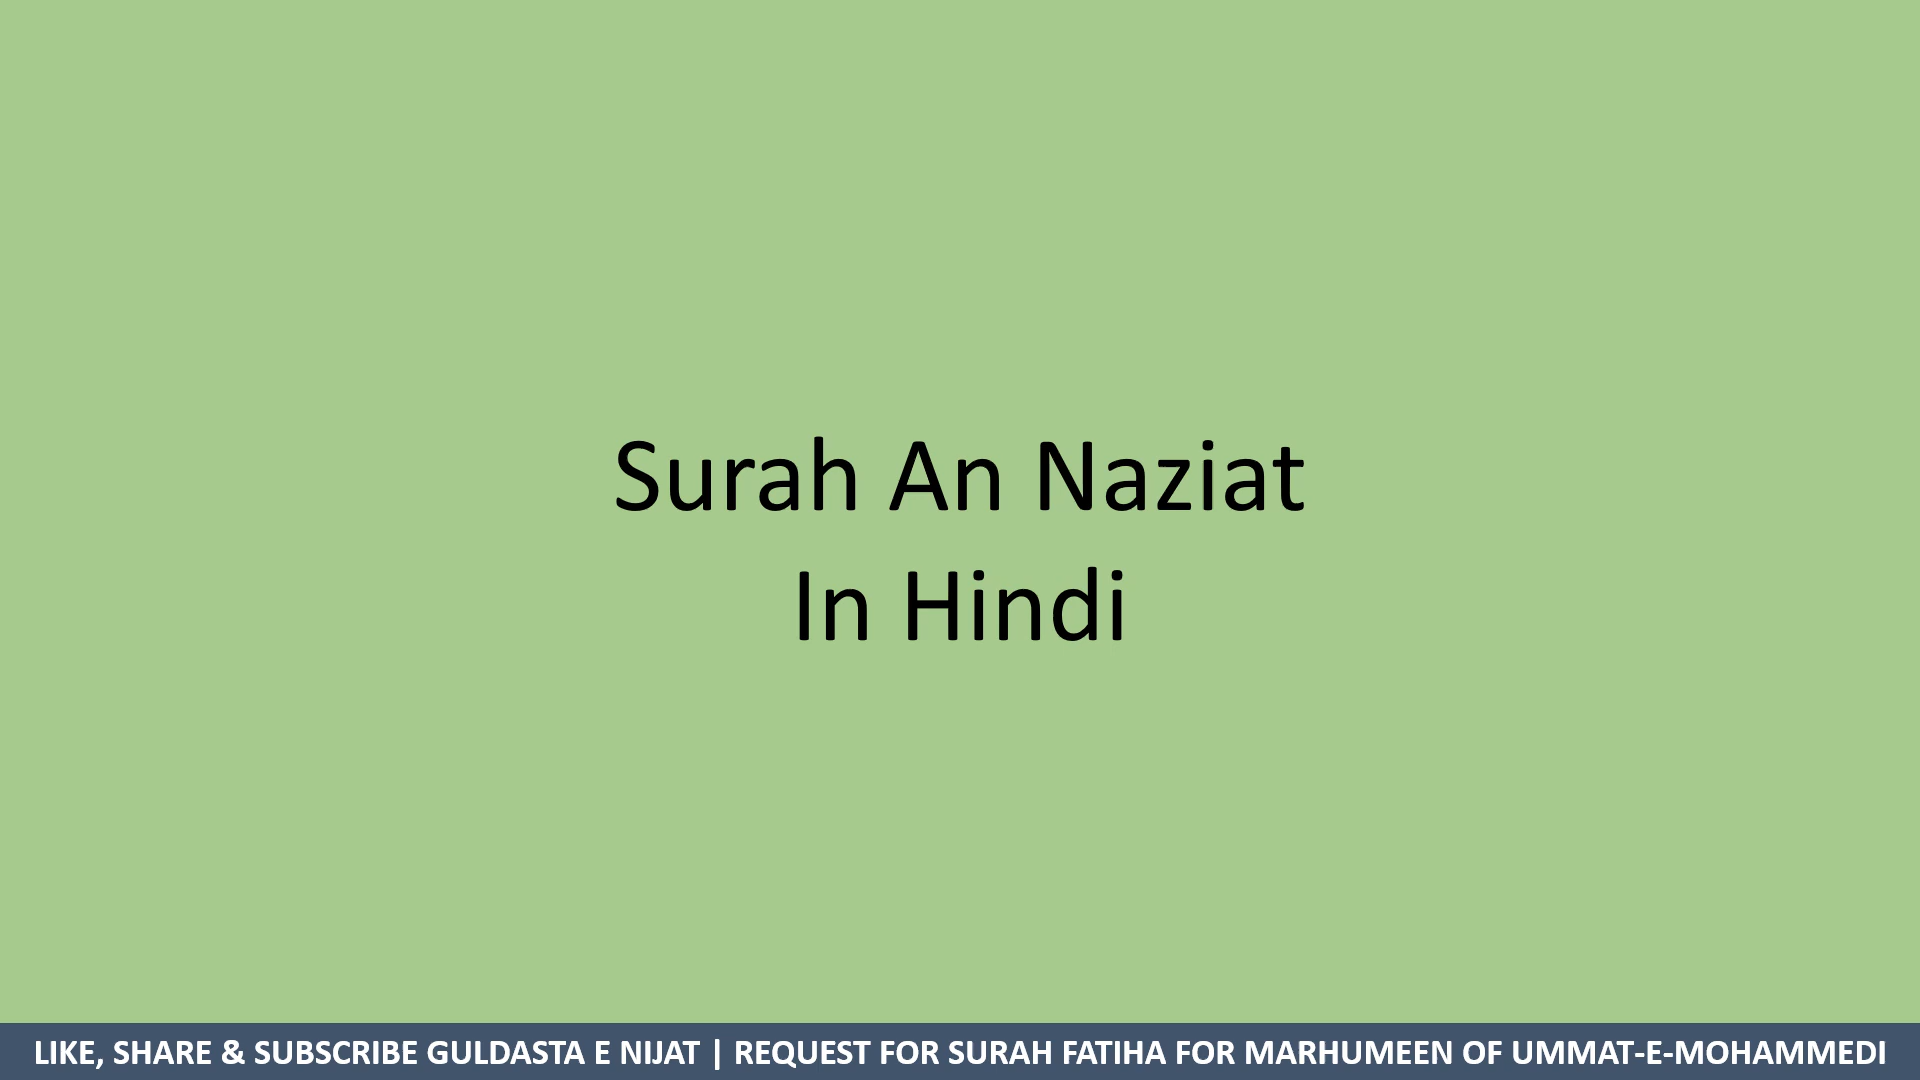 Surah An Naziat
In Hindi
LIKE, SHARE & SUBSCRIBE GULDASTA E NIJAT | REQUEST FOR SURAH FATIHA FOR MARHUMEEN OF UMMAT-E-MOHAMMEDI